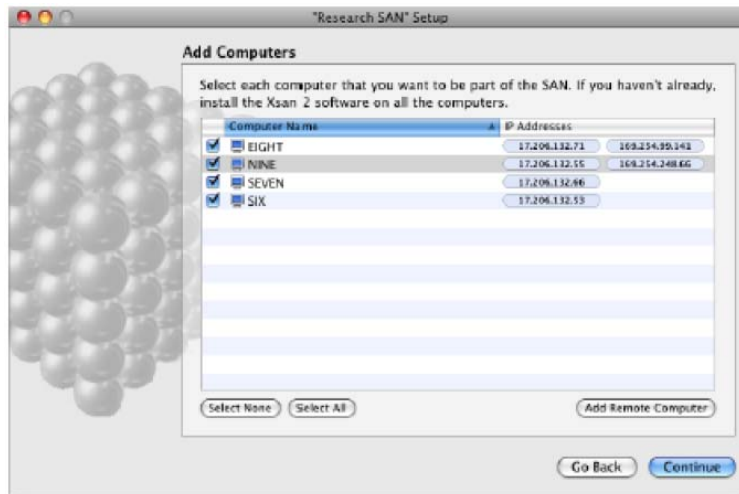 "Research SAN" Setup
Add Computers
Select each computer that you want to be part of the SAN. If you haven't already,
install the Xsan 2 software on all the computers.
Computer Name IP Addresses
EIGHT 17.206.132.71 169.254.99.141
NINE 17.206.132.55 169.254.248.66
SEVEN 17.206.132.66
SIX 17.206.132.53
Select None Select All Add Remote Computer
Go Back Continue